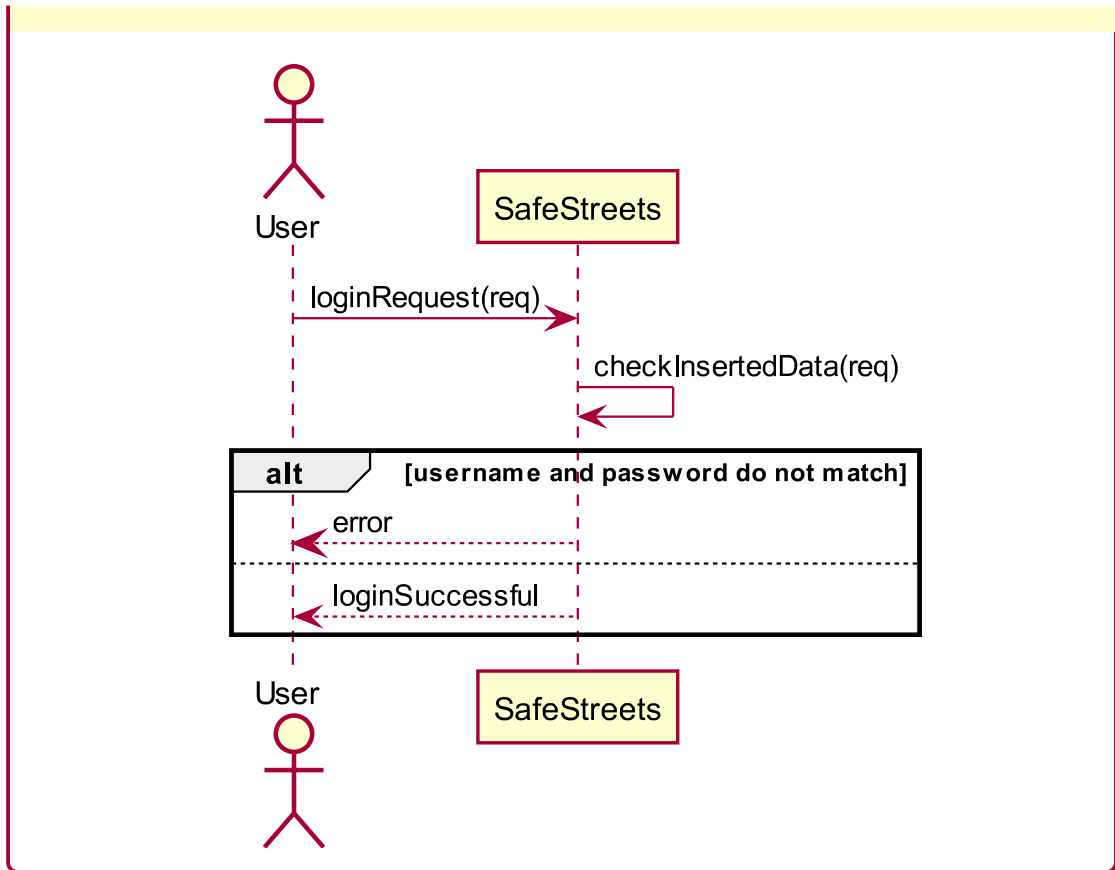 User
SafeStreets
loginRequest(req)
checkInsertedData(req)
alt [username and password do not match]
error
loginSuccessful
User
SafeStreets